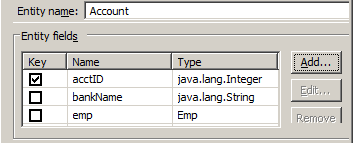 Entity name: Account
Entity fields
Key Name Type
acctID java.lang.Integer Add...
bankName java.lang.String Edit...
emp Emp Remove